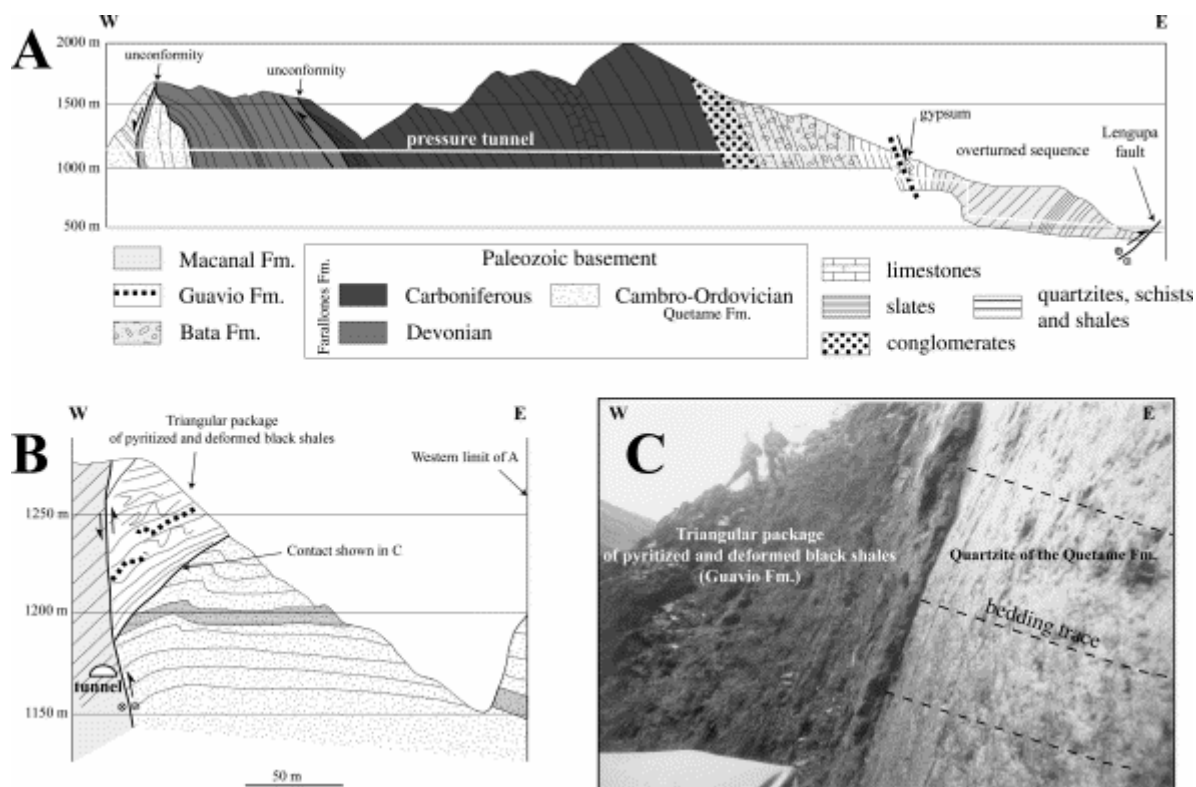 W
E
A
2000 m
unconformity
unconformity
1500 m
gypsum
Lengupa
fault
pressure tunnel
overturned sequence
1000 m
500 m
Macanal Fm.
Guavio Fm.
Bata Fm.
Paleozoic basement
Farallones Fm.
Carboniferous
Devonian
Cambro-Ordovician
Quetame Fm.
limestones
slates
conglomerates
quartzites, schists
and shales
W
E
B
Triangular package
of pyritized and deformed black shales
Western limit of A
1250 m
Contact shown in C
1200 m
tunnel
1150 m
50 m
W
E
C
Triangular package
of pyritized and deformed black shales
(Guavio Fm.)
Quartzite of the Quetame Fm.
bedding trace